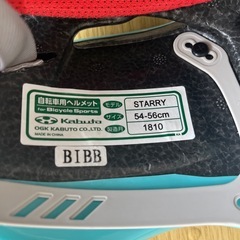 自転車用ヘルメット
for Bicycle Sports
Kabuto
OGK KABUTO CO.,LTD.
MADE IN CHINA
モデル STARRY
サイズ 54-56cm
製造年 1810
BIBB